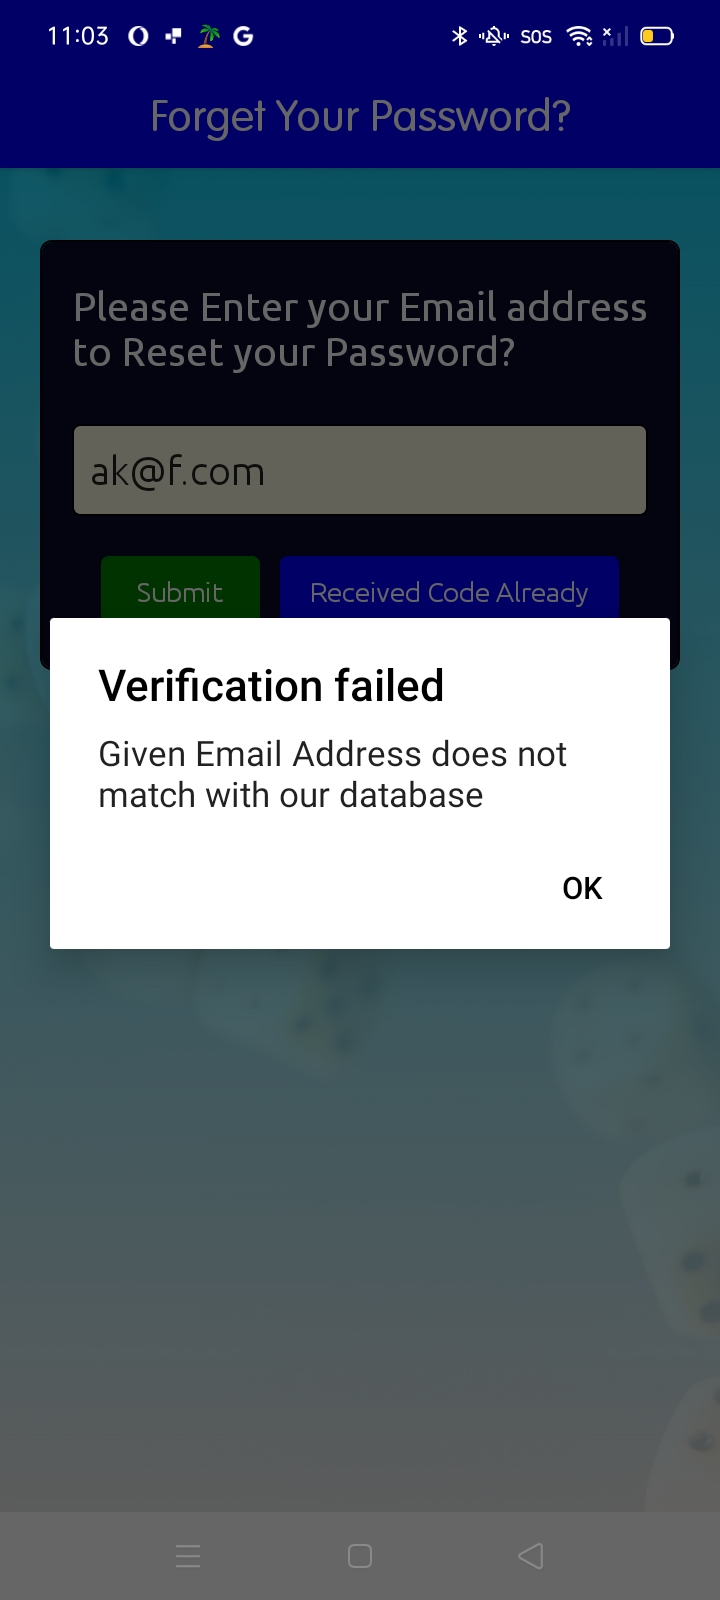 11:03 SOS
Forget Your Password?
Please Enter your Email address
to Reset your Password?
ak@f.com
Submit
Received Code Already
Verification failed
Given Email Address does not
match with our database
OK